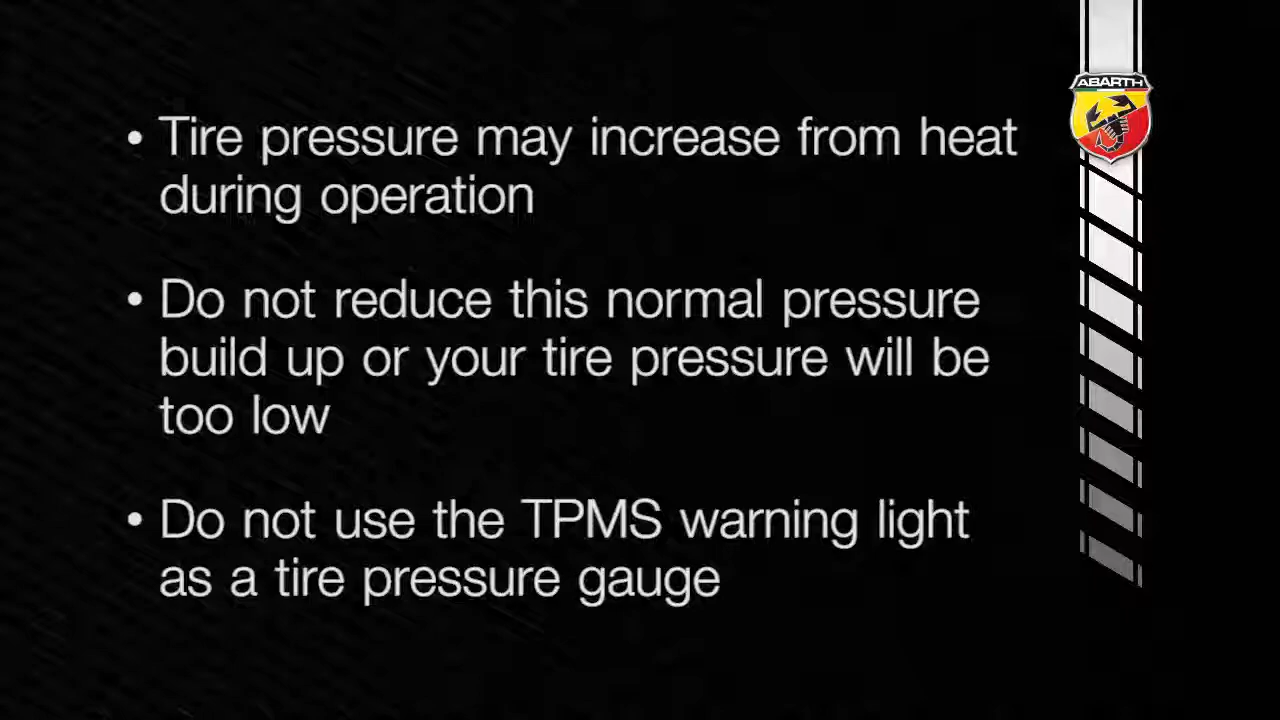 ABARTH
• Tire pressure may increase from heat
during operation
• Do not reduce this normal pressure
build up or your tire pressure will be
too low
• Do not use the TPMS warning light
as a tire pressure gauge